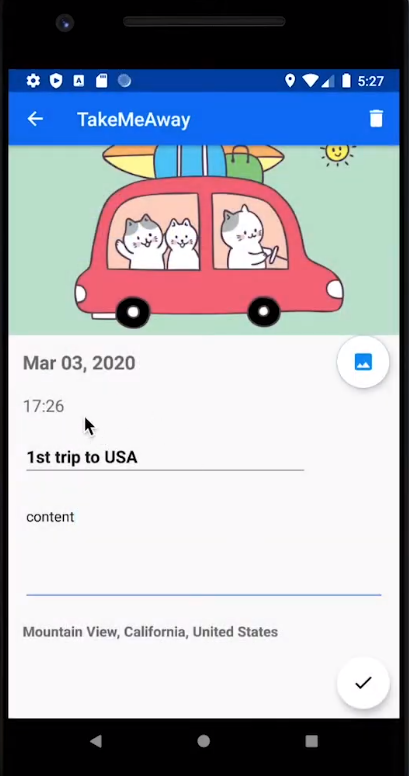 5:27
TakeMeAway
Mar 03, 2020
17:26
1st trip to USA
content
Mountain View, California, United States